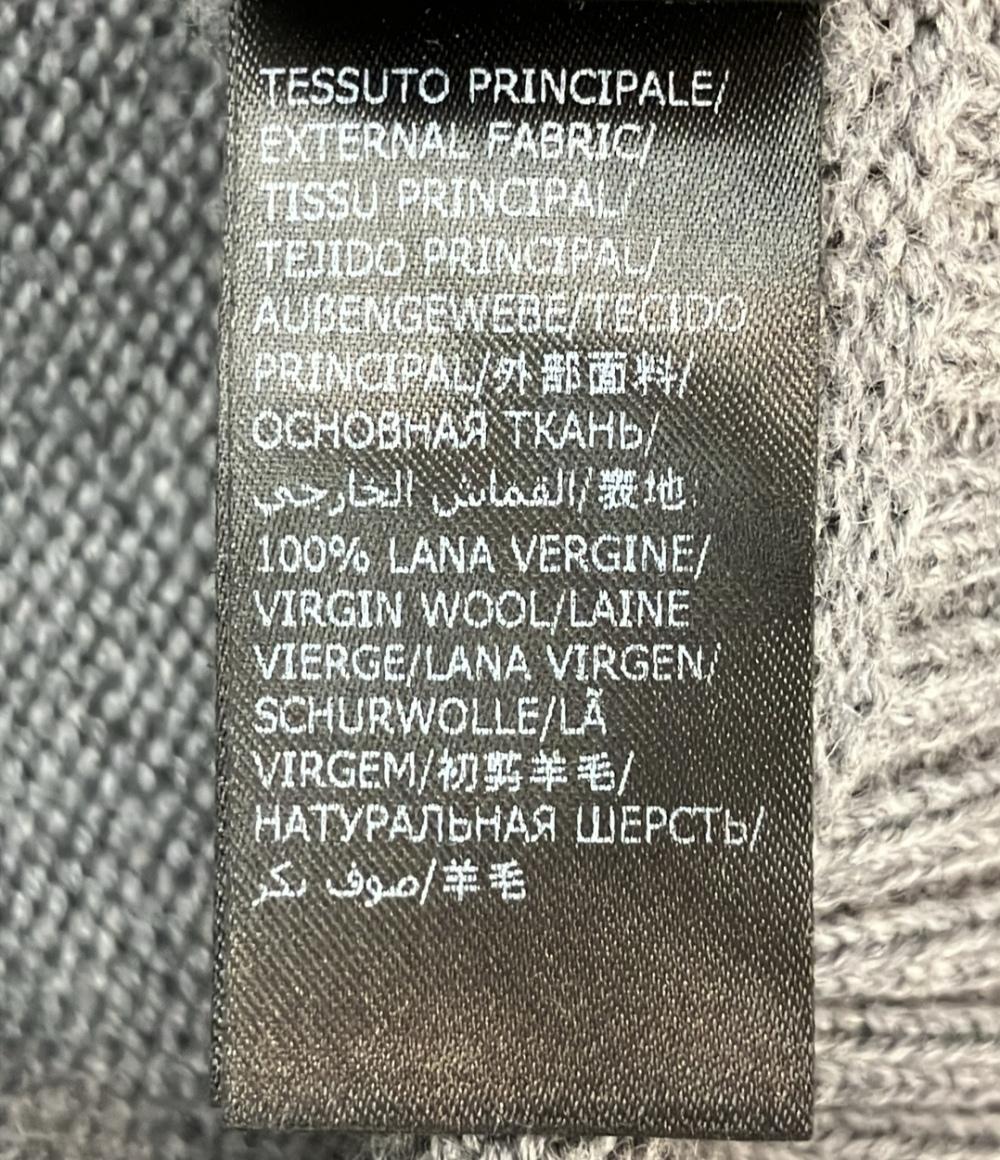 TESSUTO PRINCIPALE/
EXTERNAL FABRIC/
TISSU PRINCIPAL/
TEJIDO PRINCIPAL/
AUßENGEWEBE/TECIDO
PRINCIPAL/外部面料/
ОСНОВНАЯ ТКАНЬ/
القماش الخارجي/表地
100% LANA VERGINE/
VIRGIN WOOL/LAINE
VIERGE/LANA VIRGEN/
SCHURWOLLE/LÃ
VIRGEM/初剪羊毛/
НАТУРАЛЬНАЯ ШЕРСТЬ/
صوف بكر/羊毛